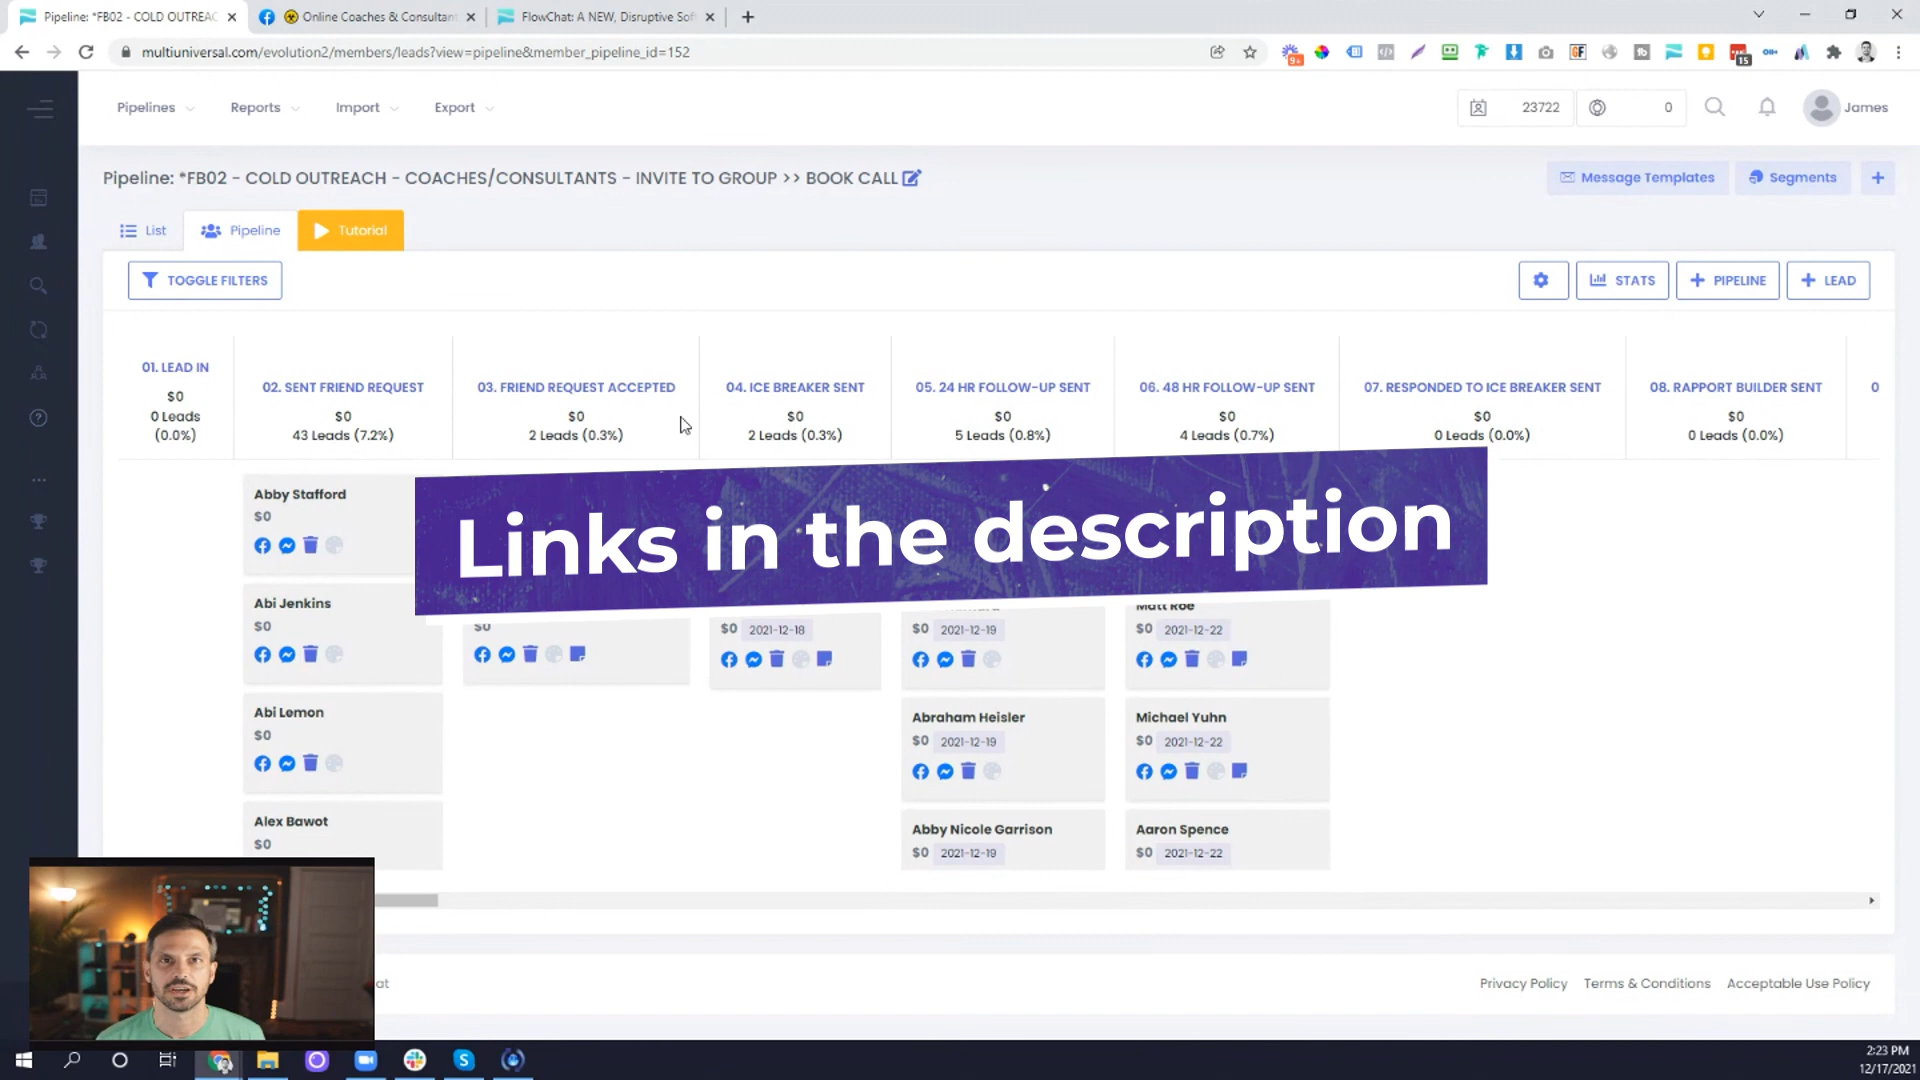 Pipeline: *FB02 - COLD OUTREAC
Online Coaches & Consultant
FlowChat: A NEW, Disruptive Sof
multiuniversal.com/evolution2/members/leads?view=pipeline&member_pipeline_id=152
9+
GF
15
Pipelines
Reports
Import
Export
23722
0
James
Pipeline: *FB02 - COLD OUTREACH - COACHES/CONSULTANTS - INVITE TO GROUP >> BOOK CALL
Message Templates
Segments
List
Pipeline
Tutorial
TOGGLE FILTERS
STATS
PIPELINE
LEAD
01. LEAD IN
$0
0 Leads
(0.0%)
02. SENT FRIEND REQUEST
$0
43 Leads (7.2%)
03. FRIEND REQUEST ACCEPTED
$0
2 Leads (0.3%)
04. ICE BREAKER SENT
$0
2 Leads (0.3%)
05. 24 HR FOLLOW-UP SENT
$0
5 Leads (0.8%)
06. 48 HR FOLLOW-UP SENT
$0
4 Leads (0.7%)
07. RESPONDED TO ICE BREAKER SENT
$0
0 Leads (0.0%)
08. RAPPORT BUILDER SENT
$0
0 Leads (0.0%)
0
Links in the description
Abby Stafford
$0
Abi Jenkins
$0
Abi Lemon
$0
Alex Bawot
$0
$0
$0 2021-12-18
$0 2021-12-19
Abraham Heisler
$0 2021-12-19
Abby Nicole Garrison
$0 2021-12-19
Matt Roe
$0 2021-12-22
Michael Yuhn
$0 2021-12-22
Aaron Spence
$0 2021-12-22
at
Privacy Policy
Terms & Conditions
Acceptable Use Policy
2:23 PM
12/17/2021